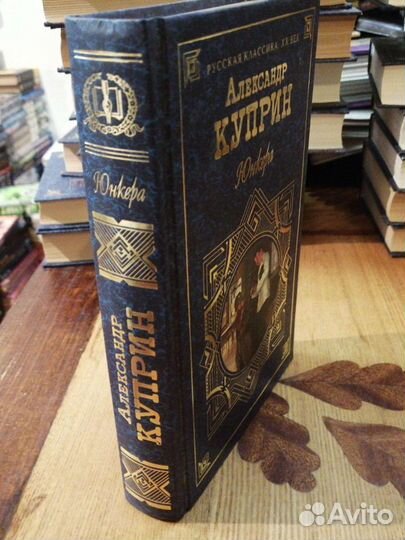 РУССКАЯ КЛАССИКА. XX ВЕК
АЛЕКСАНДР
КУПРИН
Юнкера
Юнкера
АЛЕКСАНДР
КУПРИН
Avito